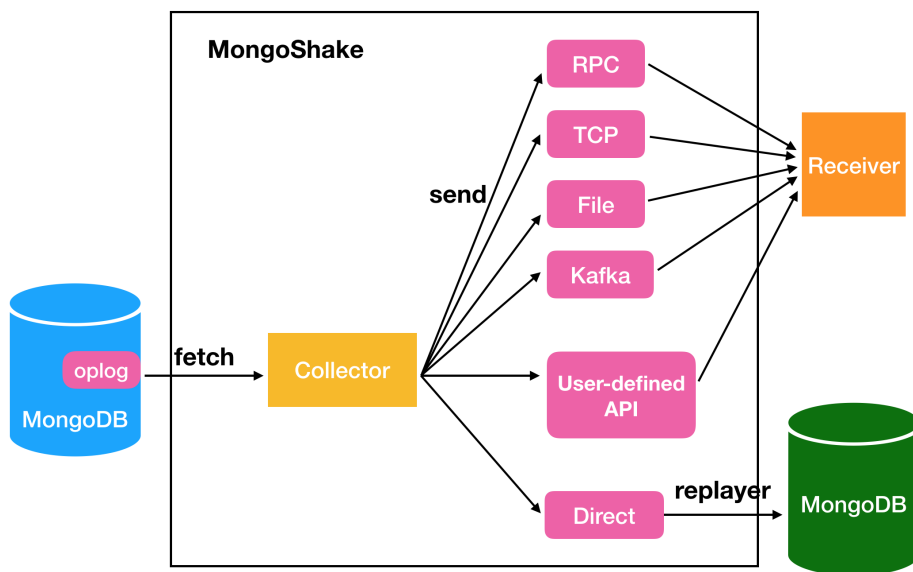 MongoShake
RPC
TCP
Receiver
send
File
Kafka
fetch
oplog
Collector
MongoDB
User-defined
API
replayer
Direct
MongoDB